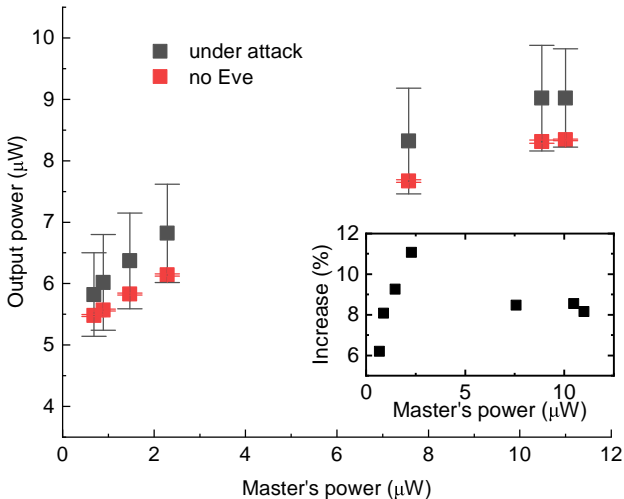 10
9
8
7
6
5
4
Output power (μW)
under attack
no Eve
12
10
8
6
Increase (%)
0 5 10
Master's power (μW)
0 2 4 6 8 10 12
Master's power (μW)